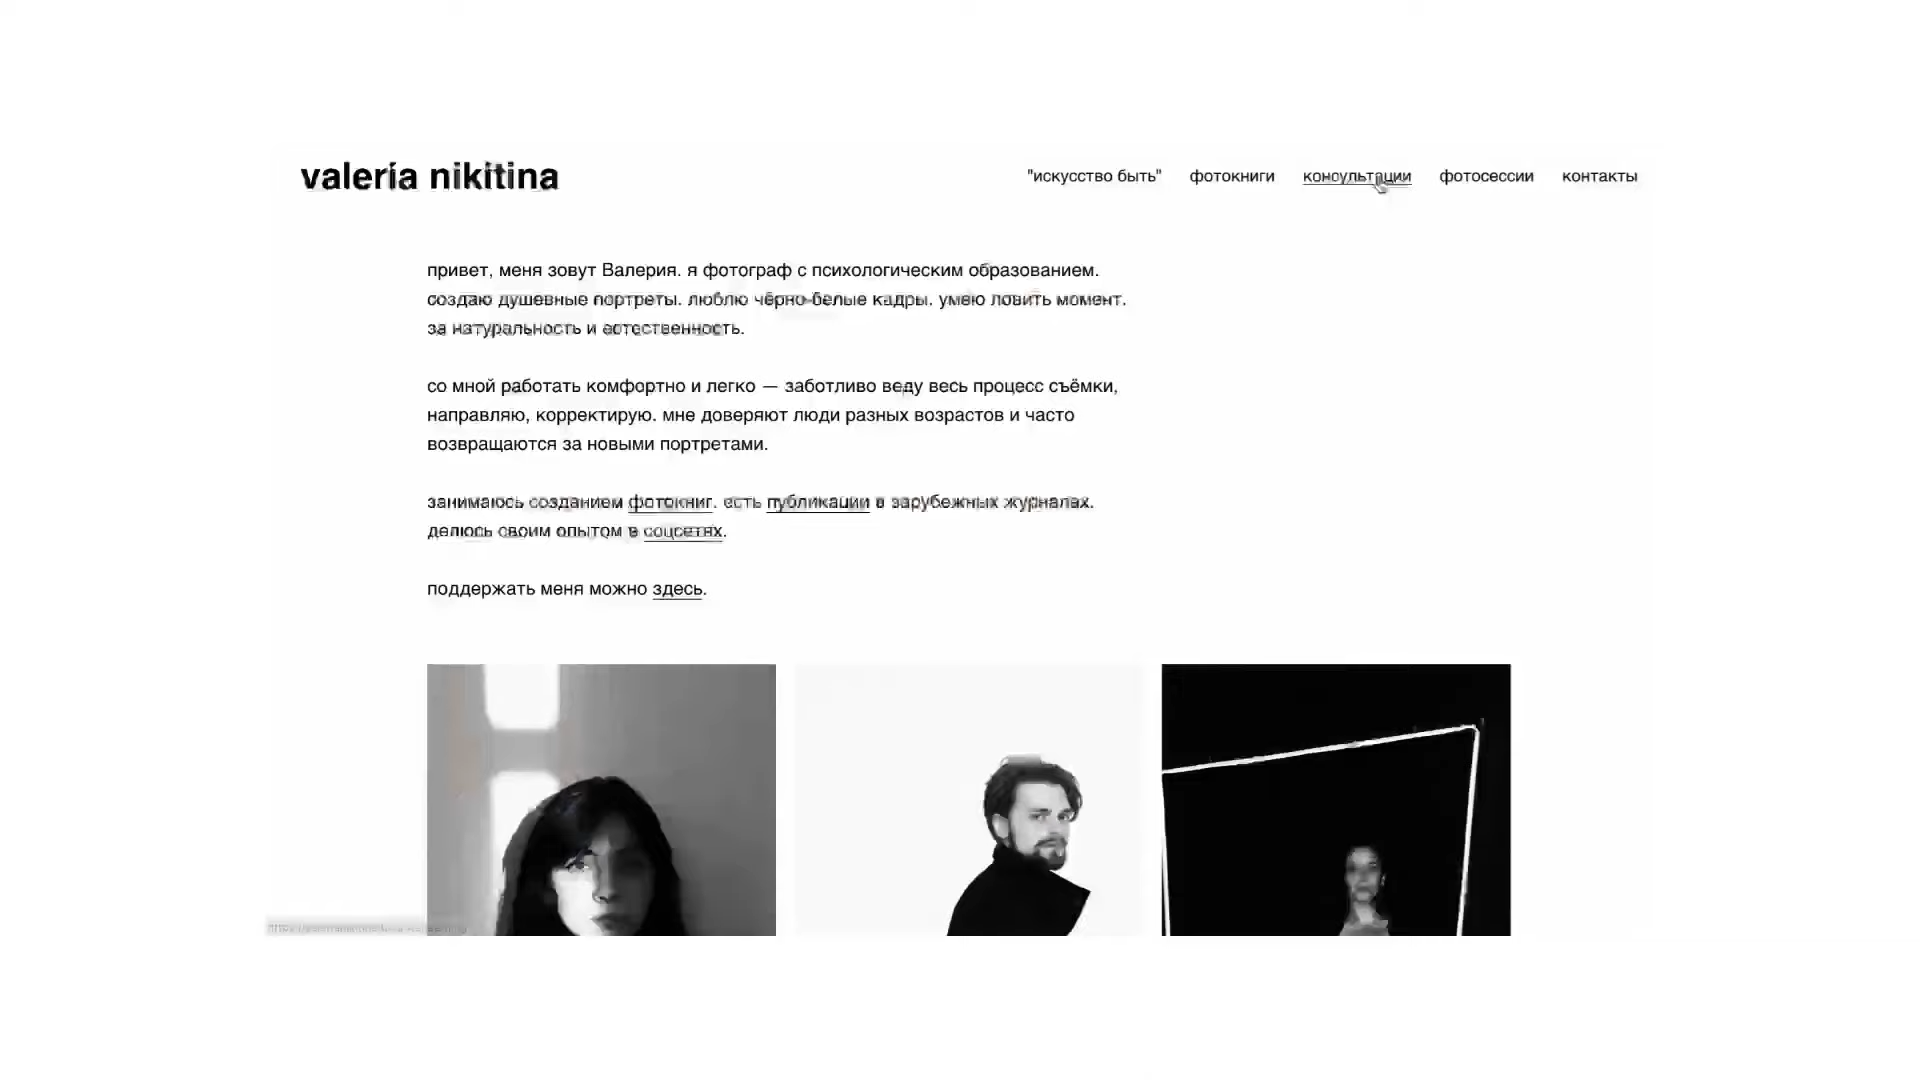 valeria nikitina
"искусство быть" фотокниги консультации фотосессии контакты
привет, меня зовут Валерия. я фотограф с психологическим образованием.
создаю душевные портреты. люблю чёрно-белые кадры. умею ловить момент.
за натуральность и естественность.
со мной работать комфортно и легко — заботливо веду весь процесс съёмки,
направляю, корректирую. мне доверяют люди разных возрастов и часто
возвращаются за новыми портретами.
занимаюсь созданием фотокниг. есть публикации в зарубежных журналах.
делюсь своим опытом в соцсетях.
поддержать меня можно здесь.